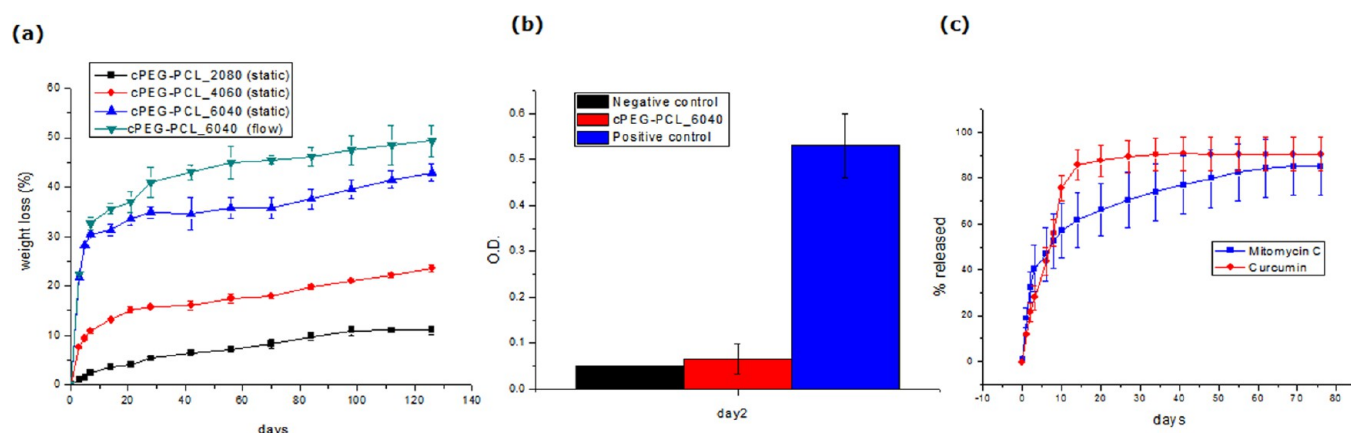 (a)
cPEG-PCL_2080 (static)
cPEG-PCL_4060 (static)
cPEG-PCL_6040 (static)
cPEG-PCL_6040 (flow)
weight loss (%)
60
50
40
30
20
10
0
0 20 40 60 80 100 120 140
days
(b)
Negative control
cPEG-PCL_6040
Positive control
O.D.
0.6
0.5
0.4
0.3
0.2
0.1
0.0
day2
(c)
% released
100
80
60
40
20
0
Mitomycin C
Curcumin
-10 0 10 20 30 40 50 60 70 80
days